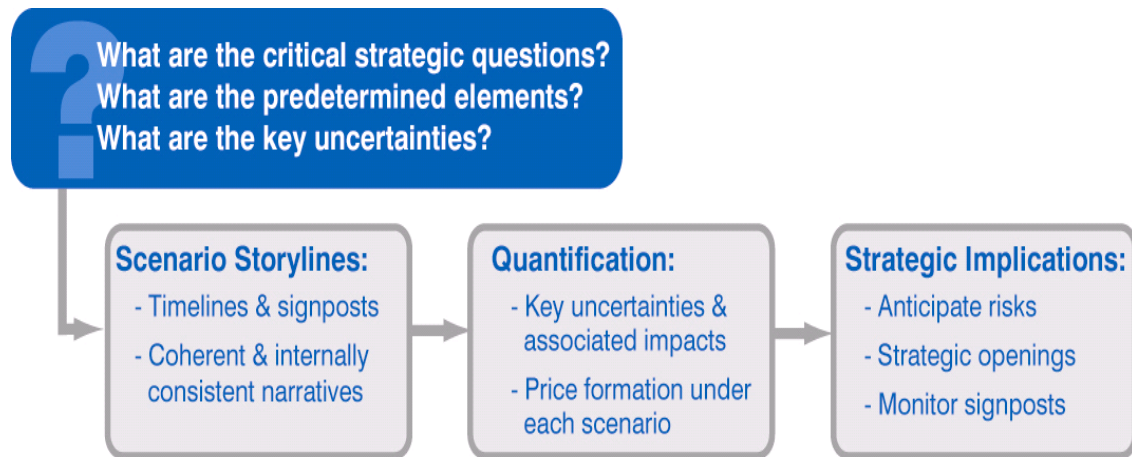 ?
What are the critical strategic questions?
What are the predetermined elements?
What are the key uncertainties?
Scenario Storylines:
- Timelines & signposts
- Coherent & internally
consistent narratives
Quantification:
- Key uncertainties &
associated impacts
- Price formation under
each scenario
Strategic Implications:
- Anticipate risks
- Strategic openings
- Monitor signposts